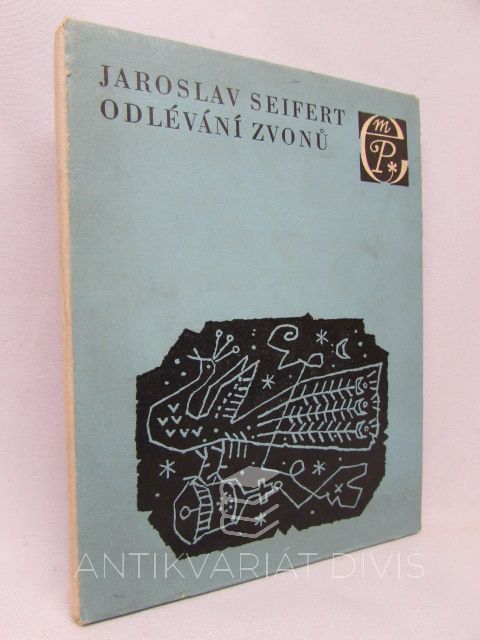 JAROSLAV SEIFERT
ODLÉVÁNÍ ZVONŮ
m
P
ANTIKVARIÁT DIVIŠ